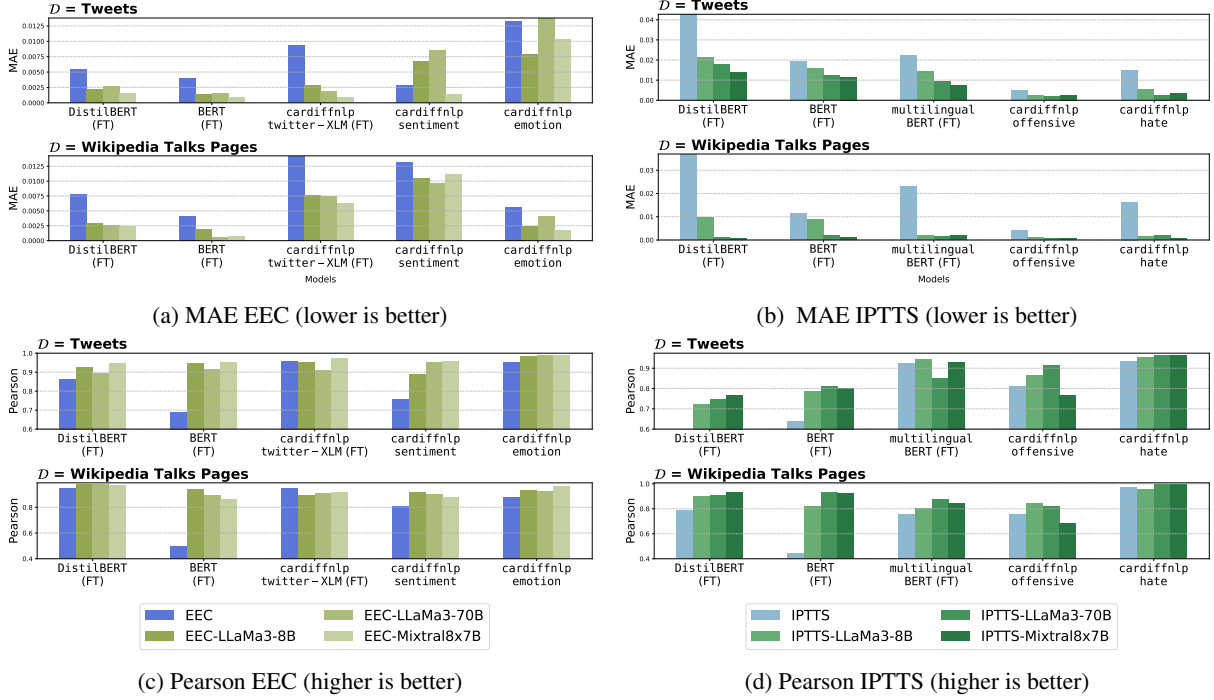 𝒟 = Tweets
MAE
0.0125
0.0100
0.0075
0.0050
0.0025
0.0000
DistilBERT (FT)
BERT (FT)
cardiffnlp twitter−XLM (FT)
cardiffnlp sentiment
cardiffnlp emotion
𝒟 = Wikipedia Talks Pages
MAE
0.0125
0.0100
0.0075
0.0050
0.0025
0.0000
DistilBERT (FT)
BERT (FT)
cardiffnlp twitter−XLM (FT)
cardiffnlp sentiment
cardiffnlp emotion
Models
(a) MAE EEC (lower is better)
𝒟 = Tweets
MAE
0.04
0.03
0.02
0.01
0.00
DistilBERT (FT)
BERT (FT)
multilingual BERT (FT)
cardiffnlp offensive
cardiffnlp hate
𝒟 = Wikipedia Talks Pages
MAE
0.03
0.02
0.01
0.00
DistilBERT (FT)
BERT (FT)
multilingual BERT (FT)
cardiffnlp offensive
cardiffnlp hate
(b) MAE IPTTS (lower is better)
𝒟 = Tweets
Pearson
1.0
0.9
0.8
0.7
0.6
DistilBERT (FT)
BERT (FT)
cardiffnlp twitter−XLM (FT)
cardiffnlp sentiment
cardiffnlp emotion
𝒟 = Wikipedia Talks Pages
Pearson
0.8
0.6
0.4
DistilBERT (FT)
BERT (FT)
cardiffnlp twitter−XLM (FT)
cardiffnlp sentiment
cardiffnlp emotion
EEC
EEC-LLaMa3-8B
EEC-LLaMa3-70B
EEC-Mixtral8x7B
(c) Pearson EEC (higher is better)
𝒟 = Tweets
Pearson
0.9
0.8
0.7
0.6
DistilBERT (FT)
BERT (FT)
multilingual BERT (FT)
cardiffnlp offensive
cardiffnlp hate
𝒟 = Wikipedia Talks Pages
Pearson
1.0
0.8
0.6
0.4
DistilBERT (FT)
BERT (FT)
multilingual BERT (FT)
cardiffnlp offensive
cardiffnlp hate
IPTTS
IPTTS-LLaMa3-8B
IPTTS-LLaMa3-70B
IPTTS-Mixtral8x7B
(d) Pearson IPTTS (higher is better)